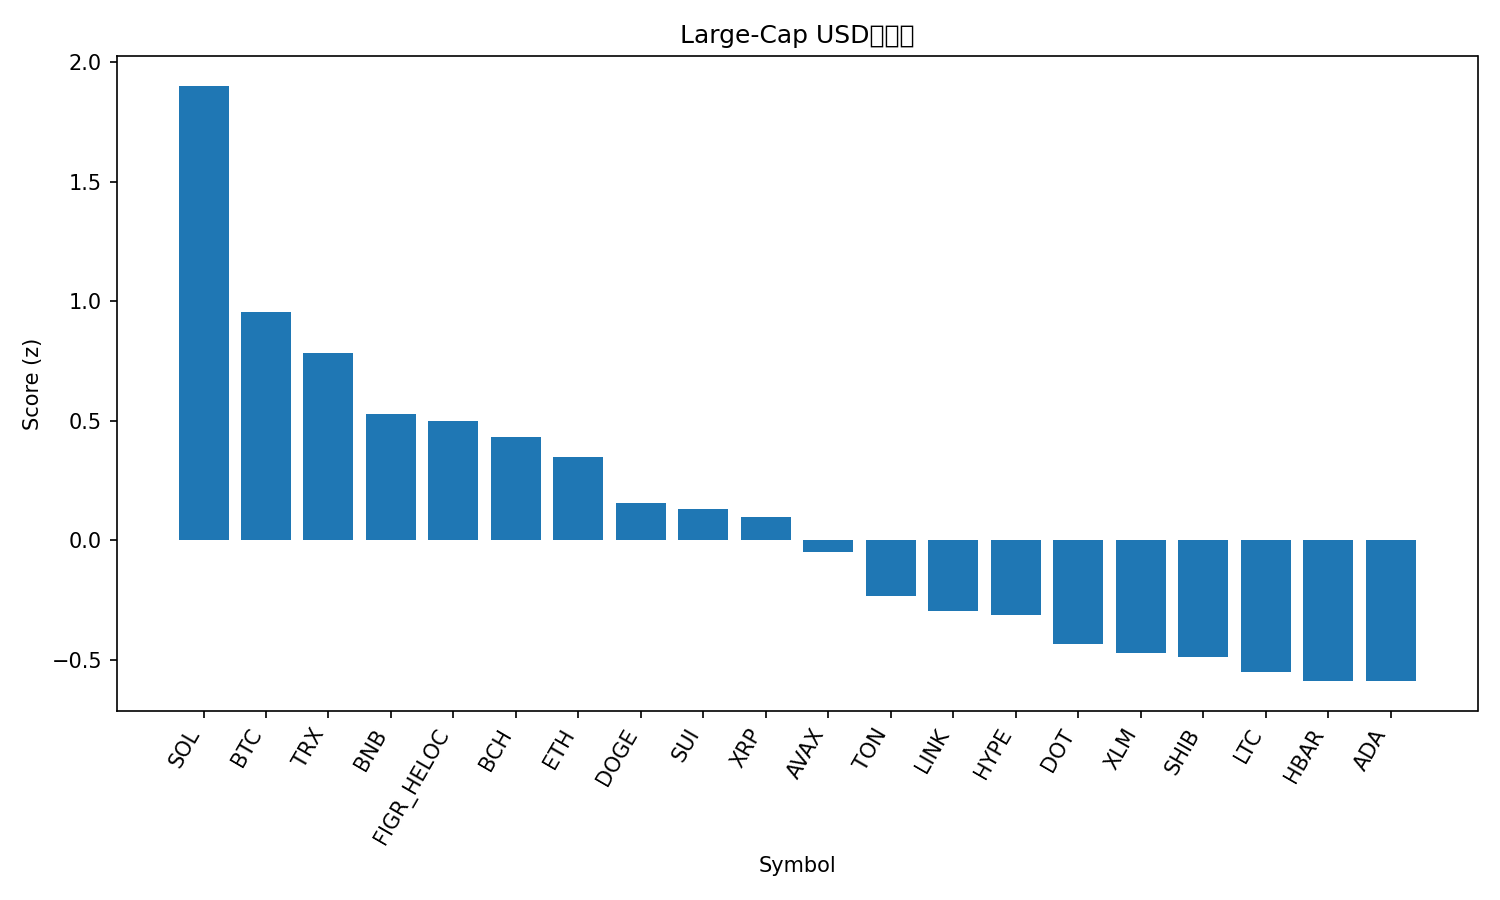 Large-Cap USD
Score (z)
2.0
1.5
1.0
0.5
0.0
−0.5
SOL
BTC
TRX
BNB
FIGR_HELOC
BCH
ETH
DOGE
SUI
XRP
AVAX
TON
LINK
HYPE
DOT
XLM
SHIB
LTC
HBAR
ADA
Symbol